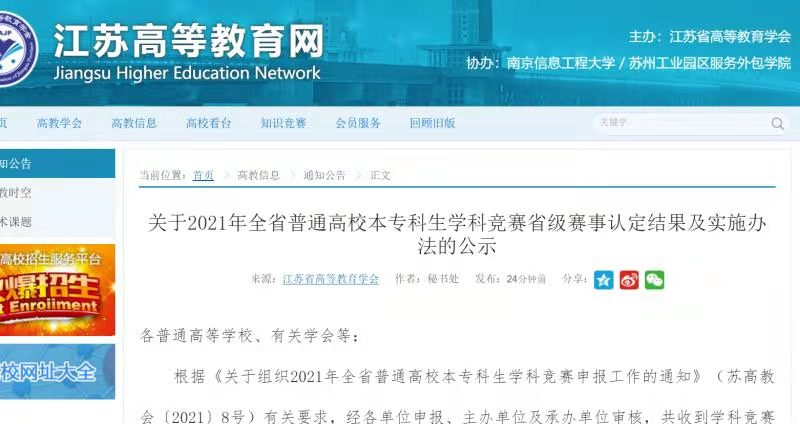 江苏高等教育网
Jiangsu Higher Education Network
主办：江苏省高等教育学会
协办：南京信息工程大学 / 苏州工业园区服务外包学院
页 高教学会 高教信息 高校看台 知识竞赛 会员服务 回顾旧版 关键字
知公告
教时空
术课题
高校招生服务平台
爆招生
t Enrollment
校网址大全
当前位置：首页 > 高教信息 > 通知公告 > 正文
关于2021年全省普通高校本专科生学科竞赛省级赛事认定结果及实施办
法的公示
来源：江苏省高等教育学会 作者：秘书处 发布：24分钟前 分享：
各普通高等学校、有关学会等：
根据《关于组织2021年全省普通高校本专科生学科竞赛申报工作的通知》（苏高教
会〔2021〕8号）有关要求，经各单位申报、主办单位及承办单位审核，共收到学科竞赛